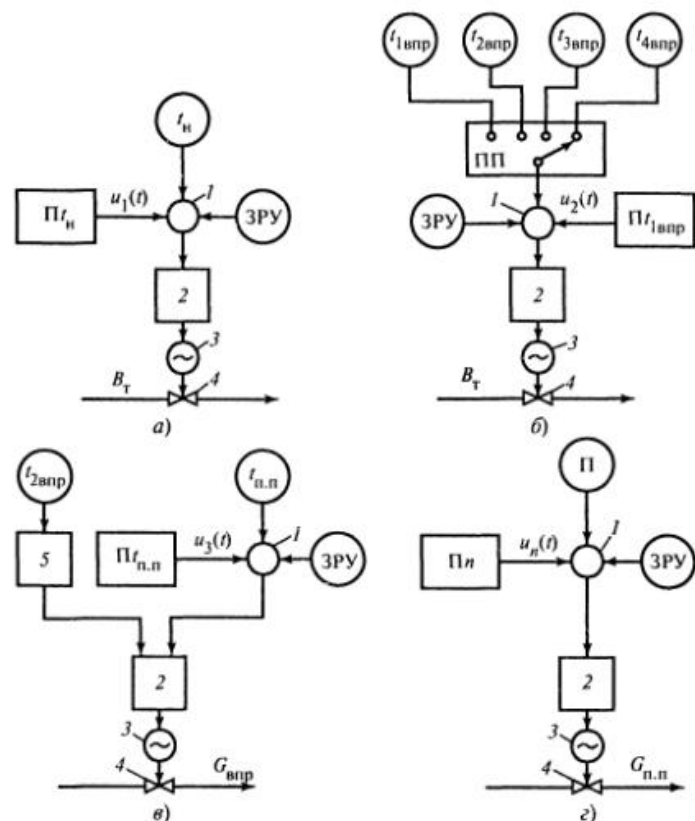 t₁впр t₂впр t₃впр t₄впр
tн
ПП
Пtн u₁(t) 1 ЗРУ
ЗРУ 1 u₂(t) Пt₁впр
2
2
3
3
Bт 4
Bт 4
а)
б)
t₂впр tп.п П
5 Пtп.п u₃(t) 1 ЗРУ
Пn uₙ(t) 1 ЗРУ
2
2
3
3
4 Gвпр
4 Gп.п
в)
г)